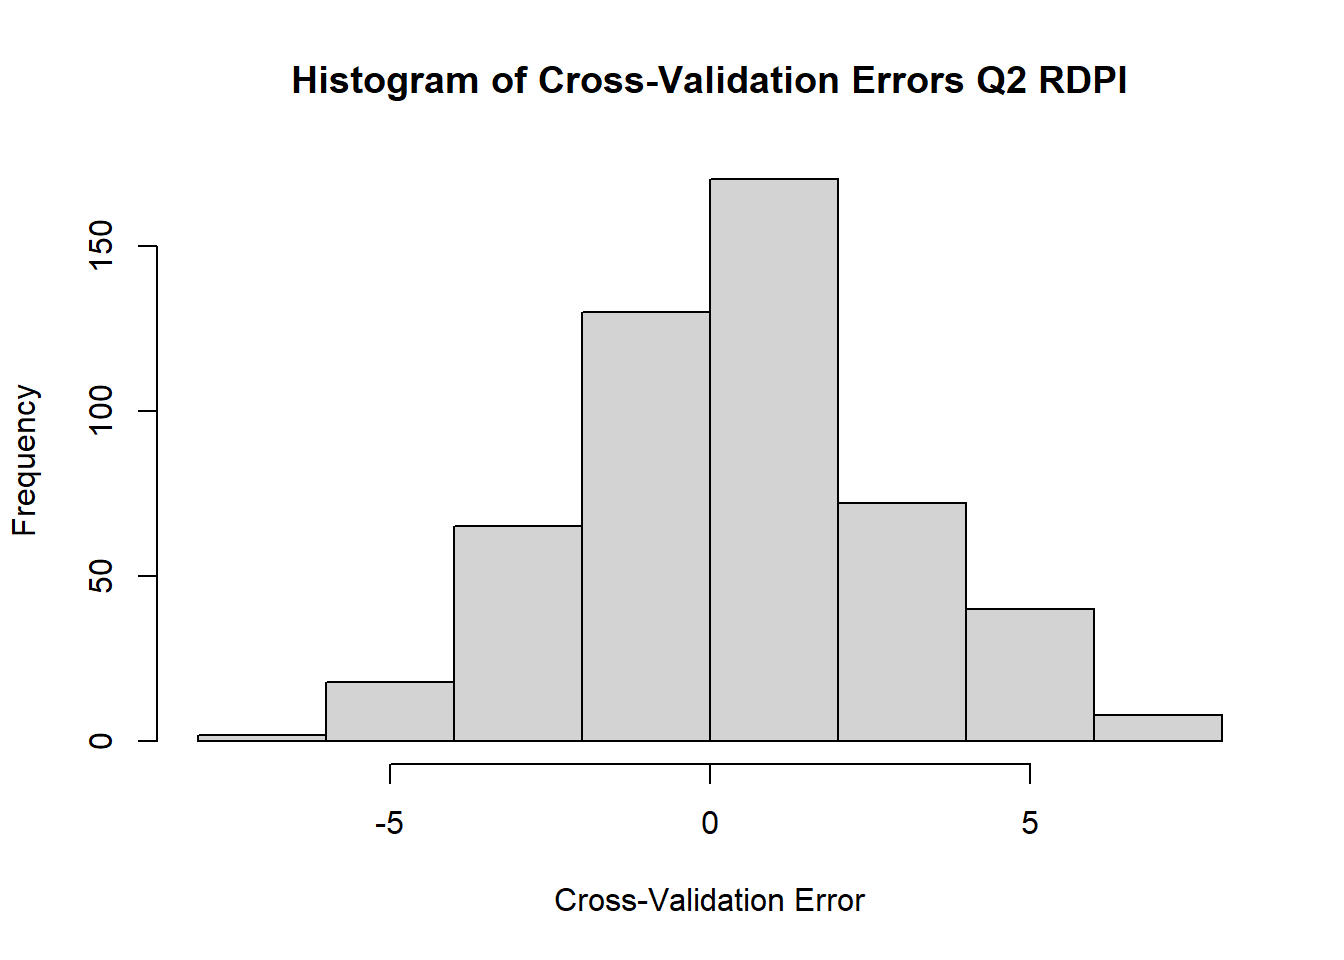 Histogram of Cross-Validation Errors Q2 RDPI
150
100
50
0
Frequency
-5 0 5
Cross-Validation Error